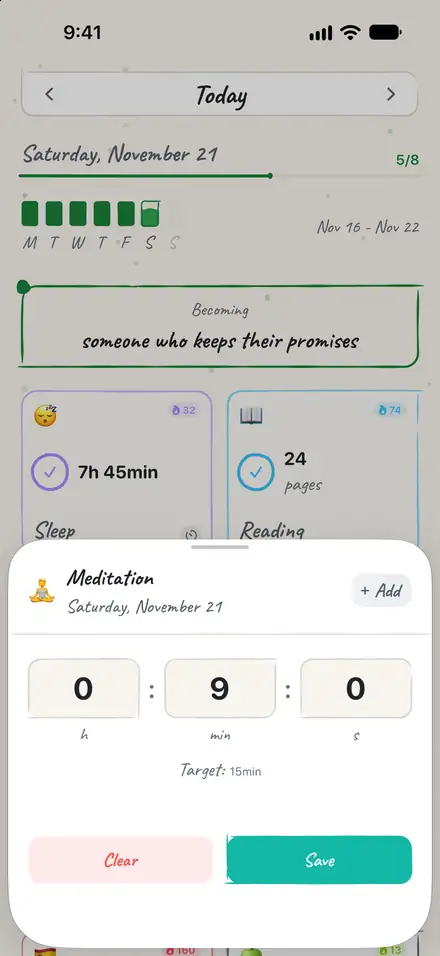 9:41
Today
Saturday, November 21
5/8
M T W T F S S
Nov 16 - Nov 22
Becoming
someone who keeps their promises
32
74
7h 45min
24
pages
Sleep
Reading
Meditation
Saturday, November 21
+ Add
0 : 9 : 0
h min s
Target: 15min
Clear
Save
160
13